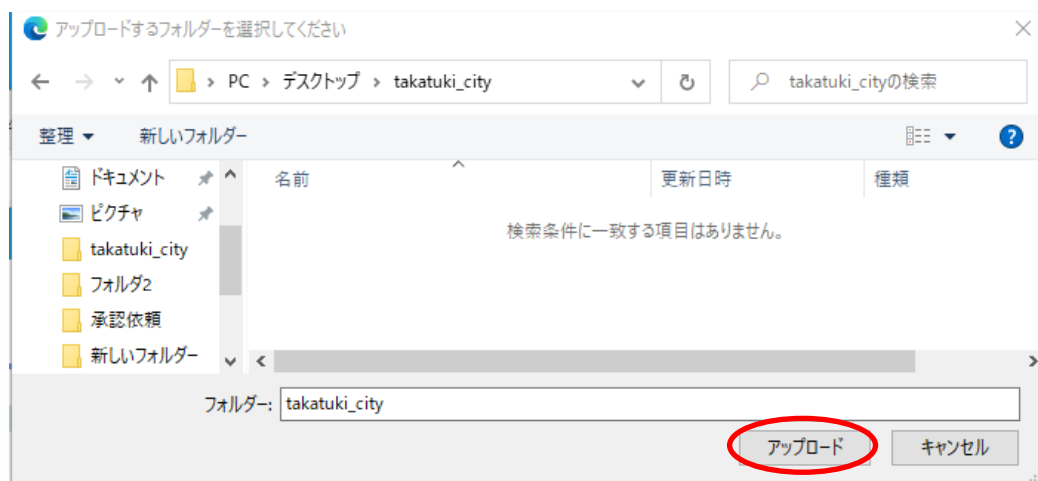 アップロードするフォルダーを選択してください
PC > デスクトップ > takatuki_city
takatuki_cityの検索
整理 新しいフォルダー
名前 更新日時 種類
検索条件に一致する項目はありません。
ドキュメント
ピクチャ
takatuki_city
フォルダ2
承認依頼
新しいフォルダー
フォルダー: takatuki_city
アップロード キャンセル